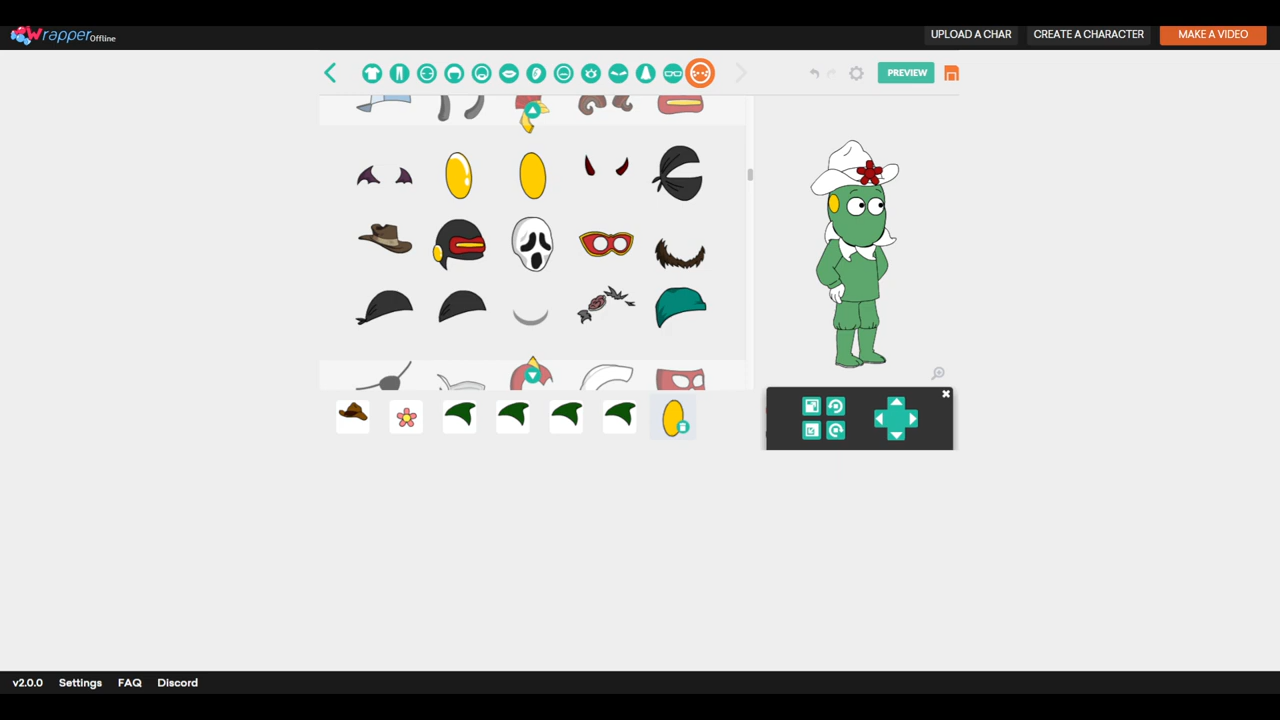 Wrapper Offline
UPLOAD A CHAR
CREATE A CHARACTER
MAKE A VIDEO
PREVIEW
v2.0.0
Settings
FAQ
Discord